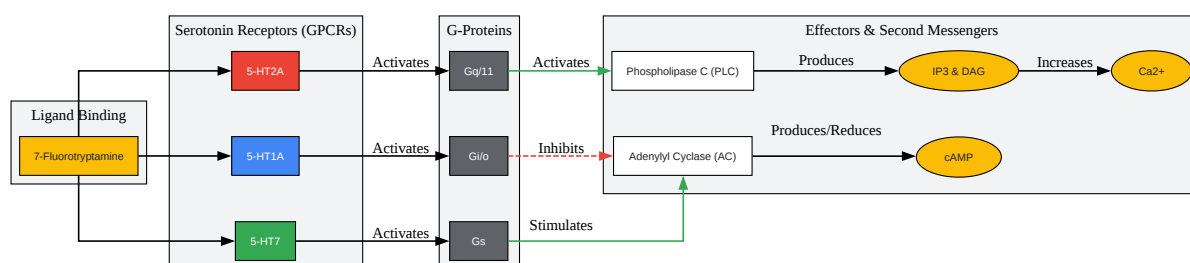 Serotonin Receptors (GPCRs)
G-Proteins
Effectors & Second Messengers
5-HT2A
Activates
Gq/11
Activates
Phospholipase C (PLC)
Produces
IP3 & DAG
Increases
Ca2+
Ligand Binding
7-Fluorotryptamine
5-HT1A
Activates
Gi/o
Inhibits
Adenylyl Cyclase (AC)
Produces/Reduces
cAMP
5-HT7
Activates
Gs
Stimulates